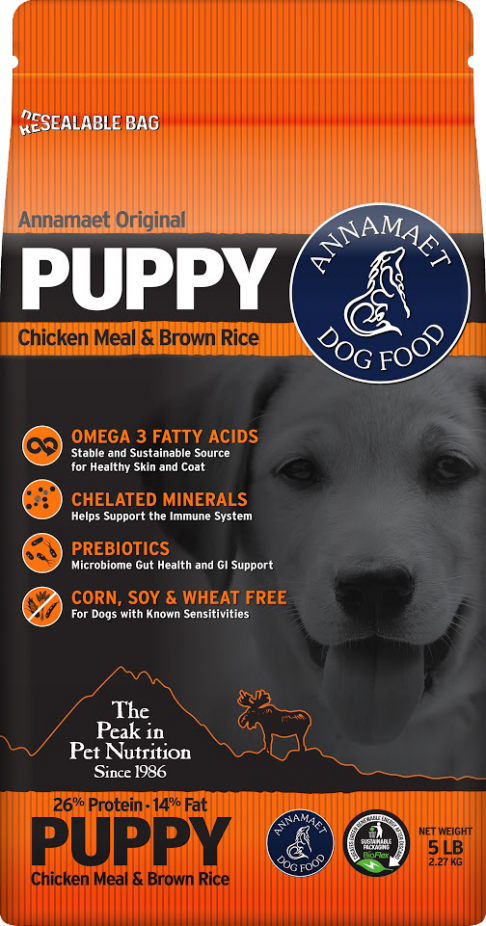 RESEALABLE BAG
Annamaet Original
PUPPY
Chicken Meal & Brown Rice
ANNAMAET
DOG FOOD
OMEGA 3 FATTY ACIDS
Stable and Sustainable Source
for Healthy Skin and Coat
CHELATED MINERALS
Helps Support the Immune System
PREBIOTICS
Microbiome Gut Health and GI Support
CORN, SOY & WHEAT FREE
For Dogs with Known Sensitivities
The
Peak in
Pet Nutrition
Since 1986
26% Protein · 14% Fat
PUPPY
Chicken Meal & Brown Rice
ANNAMAET
DOG FOOD
SUSTAINABLE
PACKAGING
BioFlex
NET WEIGHT
5 LB
2.27 KG